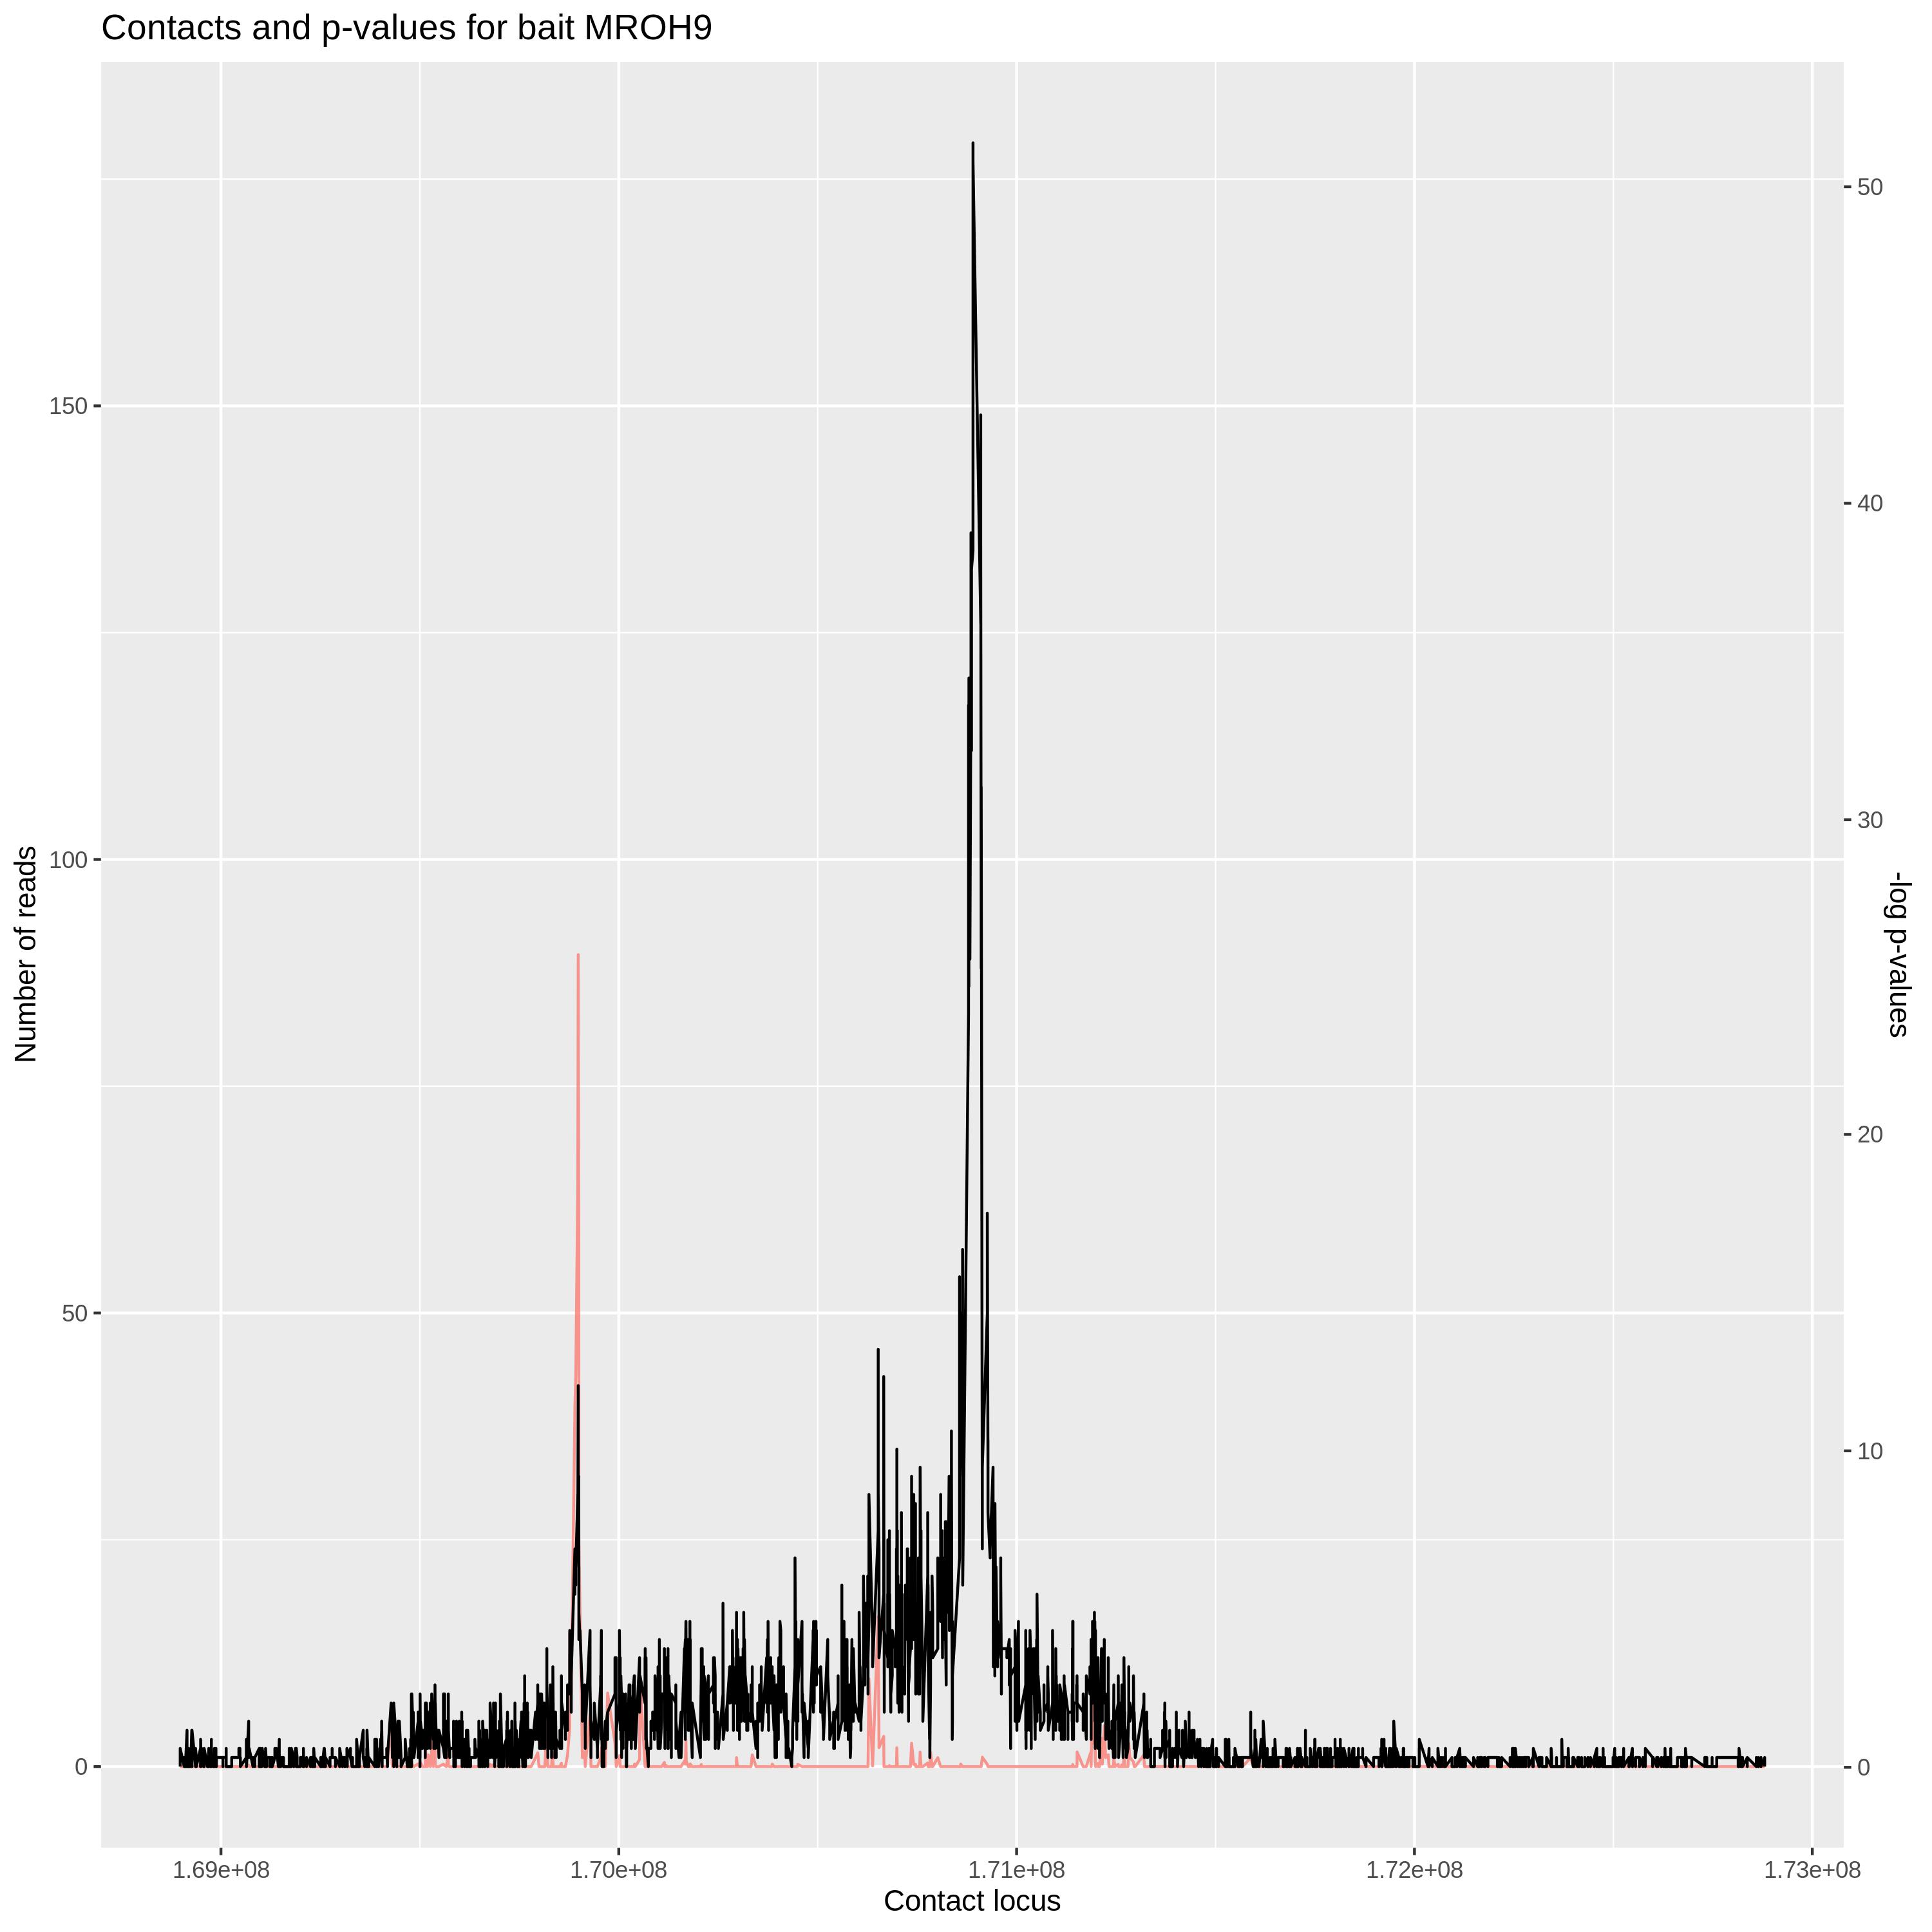 Contacts and p-values for bait MROH9
Number of reads
150
100
50
0
50
40
30
20
10
0
-log p-values
1.69e+08 1.70e+08 1.71e+08 1.72e+08 1.73e+08
Contact locus